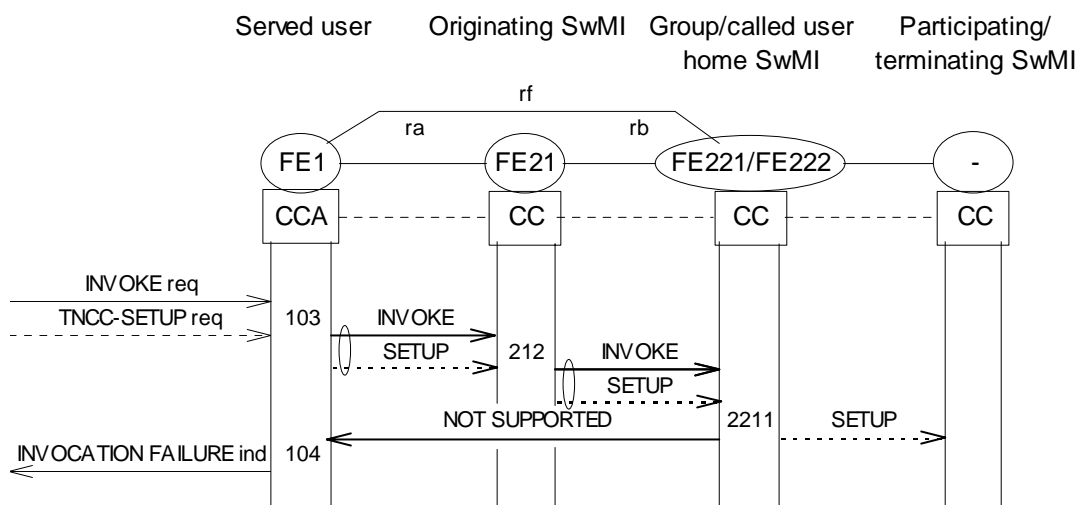 Served user Originating SwMI Group/called user Participating/
home SwMI terminating SwMI
rf
ra rb
FE1 FE21 FE221/FE222 -
CCA CC CC CC
INVOKE req
TNCC-SETUP req 103 INVOKE
SETUP 212 INVOKE
SETUP
NOT SUPPORTED 2211 SETUP
INVOCATION FAILURE ind 104